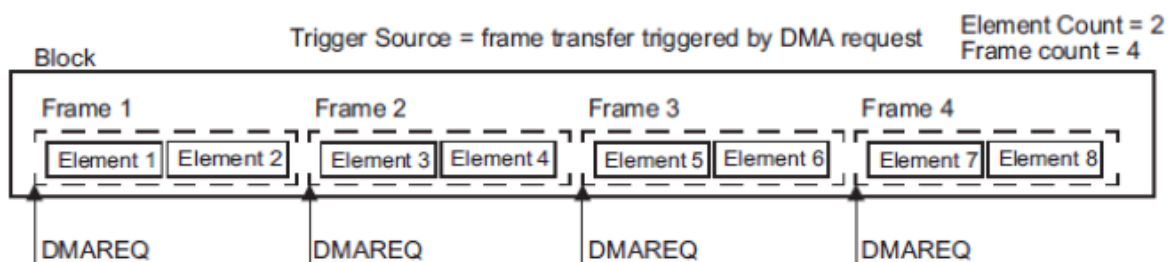 Trigger Source = frame transfer triggered by DMA request
Element Count = 2
Frame count = 4
Block
Frame 1
Frame 2
Frame 3
Frame 4
Element 1
Element 2
Element 3
Element 4
Element 5
Element 6
Element 7
Element 8
DMAREQ
DMAREQ
DMAREQ
DMAREQ